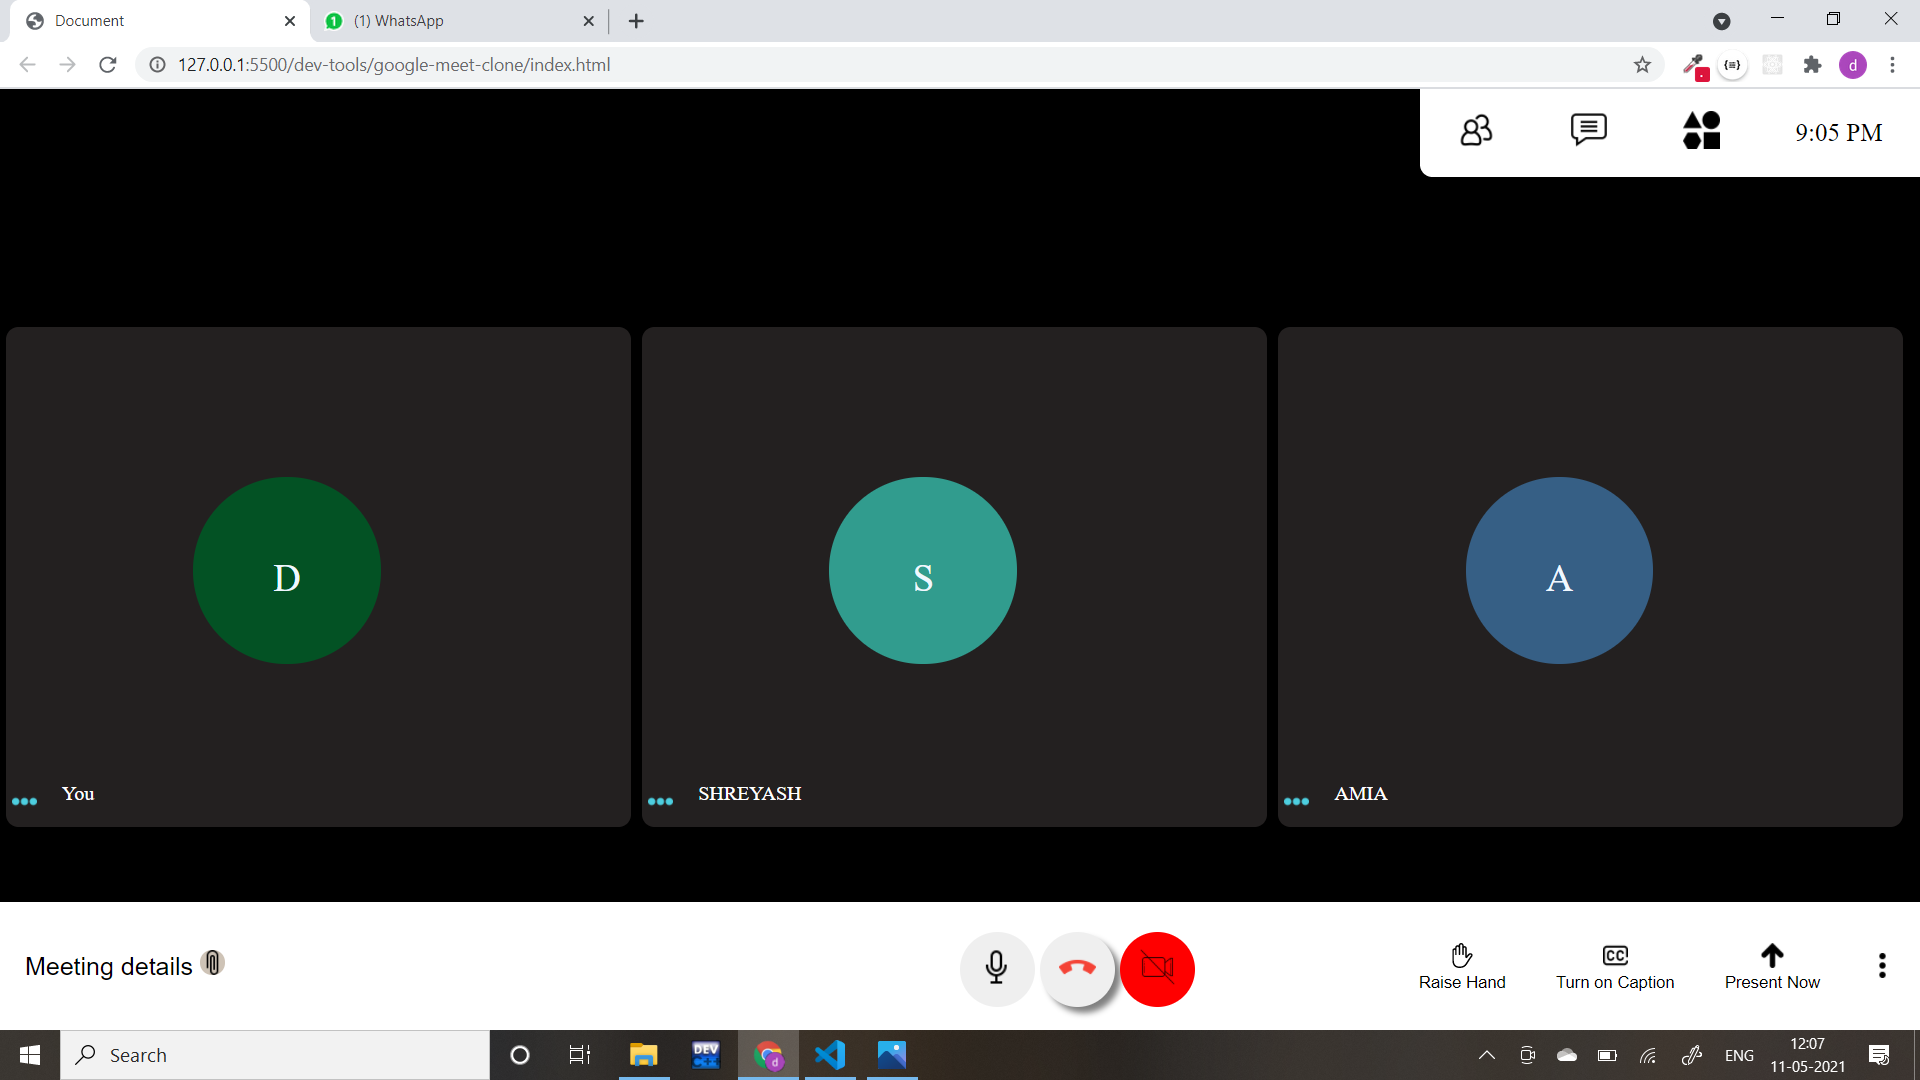 Document
1 (1) WhatsApp
127.0.0.1:5500/dev-tools/google-meet-clone/index.html
d
9:05 PM
D
S
A
You
SHREYASH
AMIA
Meeting details
CC
Raise Hand
Turn on Caption
Present Now
Search
DEV
C++
d
ENG
12:07
11-05-2021